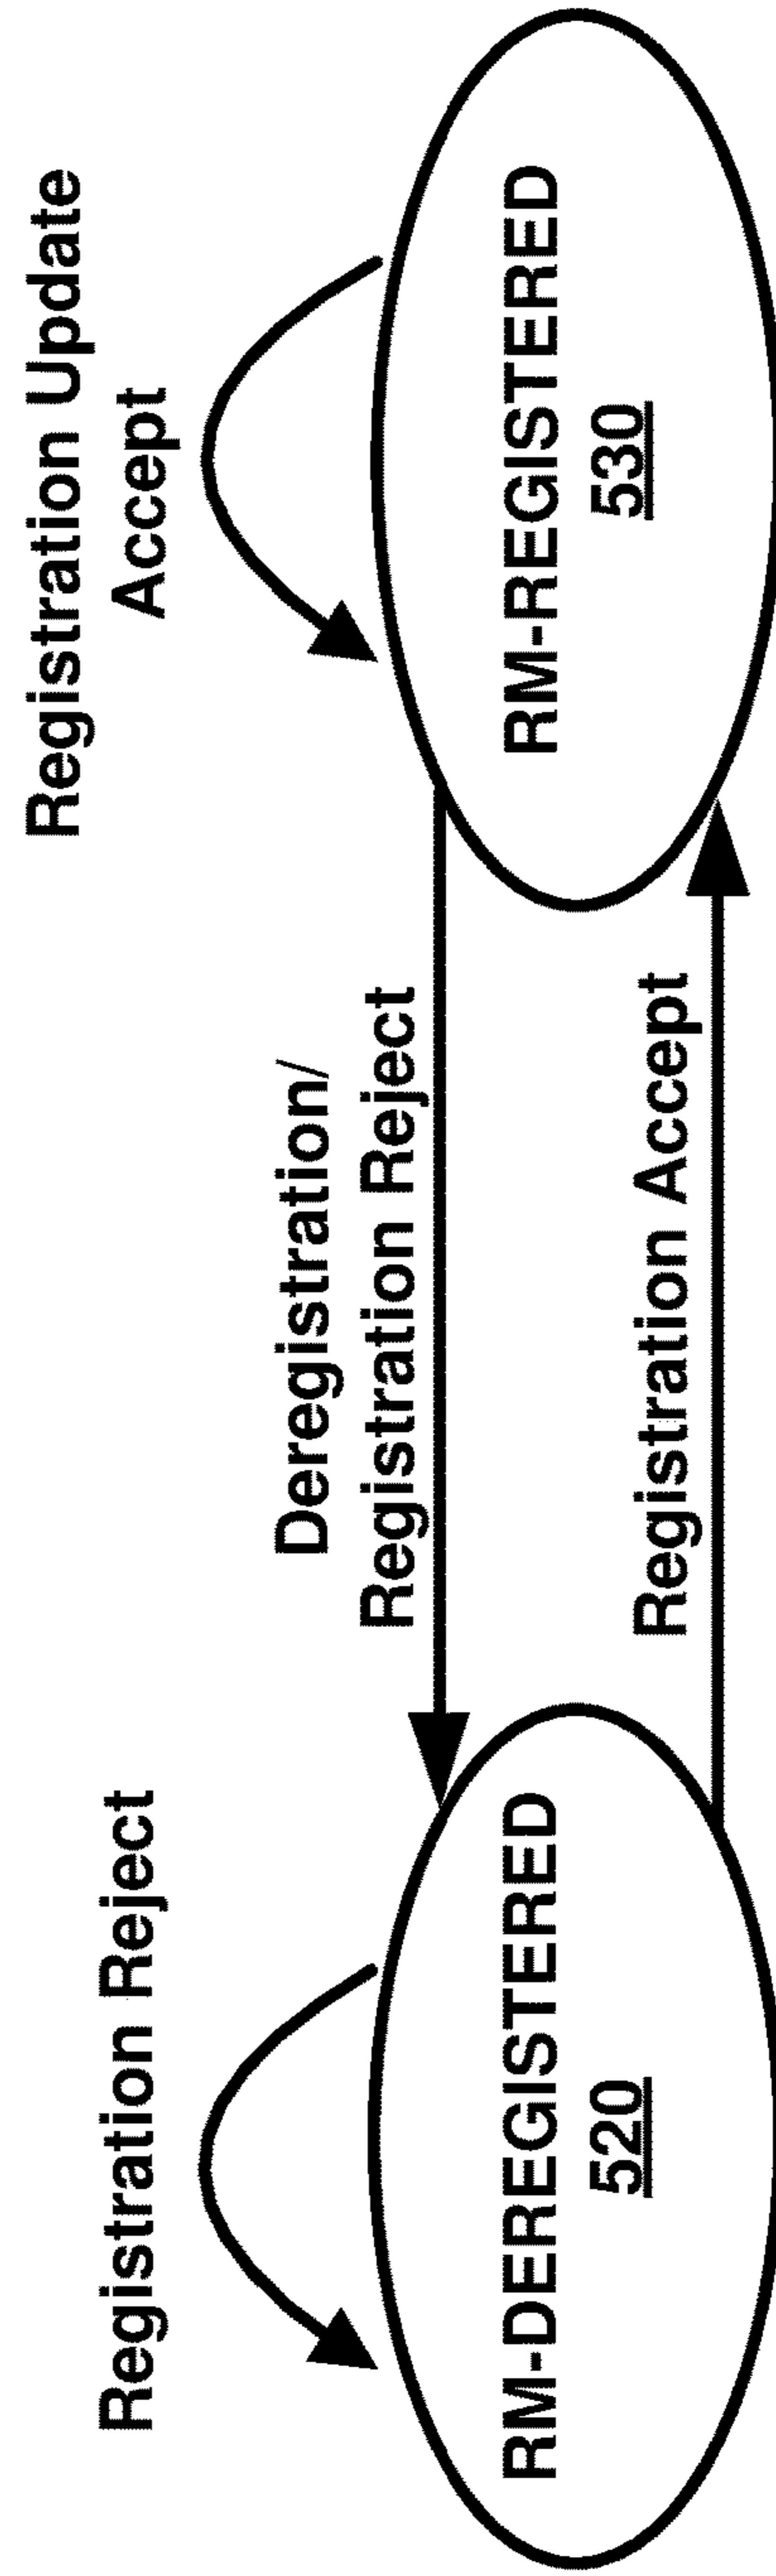 Registration Reject
RM-DEREGISTERED
520
Deregistration/
Registration Reject
Registration Accept
Registration Update
Accept
RM-REGISTERED
530